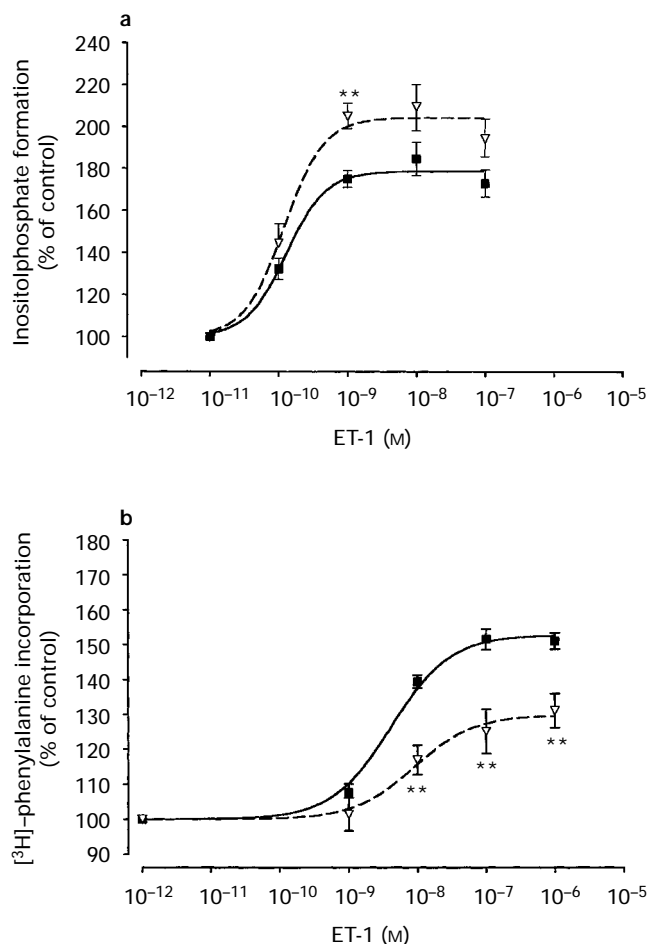 a
Inositolphosphate formation
(% of control)
240
220
200
180
160
140
120
100
**
10⁻¹² 10⁻¹¹ 10⁻¹⁰ 10⁻⁹ 10⁻⁸ 10⁻⁷ 10⁻⁶ 10⁻⁵
ET-1 (M)
b
[³H]–phenylalanine incorporation
(% of control)
180
170
160
150
140
130
120
110
100
90
** ** **
10⁻¹² 10⁻¹¹ 10⁻¹⁰ 10⁻⁹ 10⁻⁸ 10⁻⁷ 10⁻⁶ 10⁻⁵
ET-1 (M)